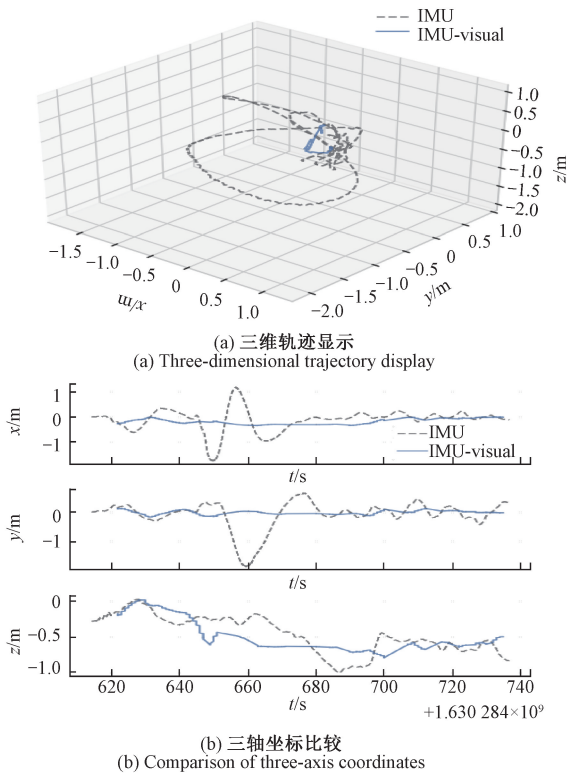 IMU
IMU-visual
1.0
0.5
0
−0.5
−1.0
−1.5
−2.0
z/m
−1.5
−1.0
−0.5
0
0.5
1.0
x/m
−2.0
−1.5
−1.0
−0.5
0
0.5
1.0
y/m
(a) 三维轨迹显示
(a) Three-dimensional trajectory display
1
0
−1
x/m
IMU
IMU-visual
t/s
0
−1
y/m
t/s
0
−0.5
−1.0
z/m
620 640 660 680 700 720 740
t/s
+1.630 284×10⁹
(b) 三轴坐标比较
(b) Comparison of three-axis coordinates